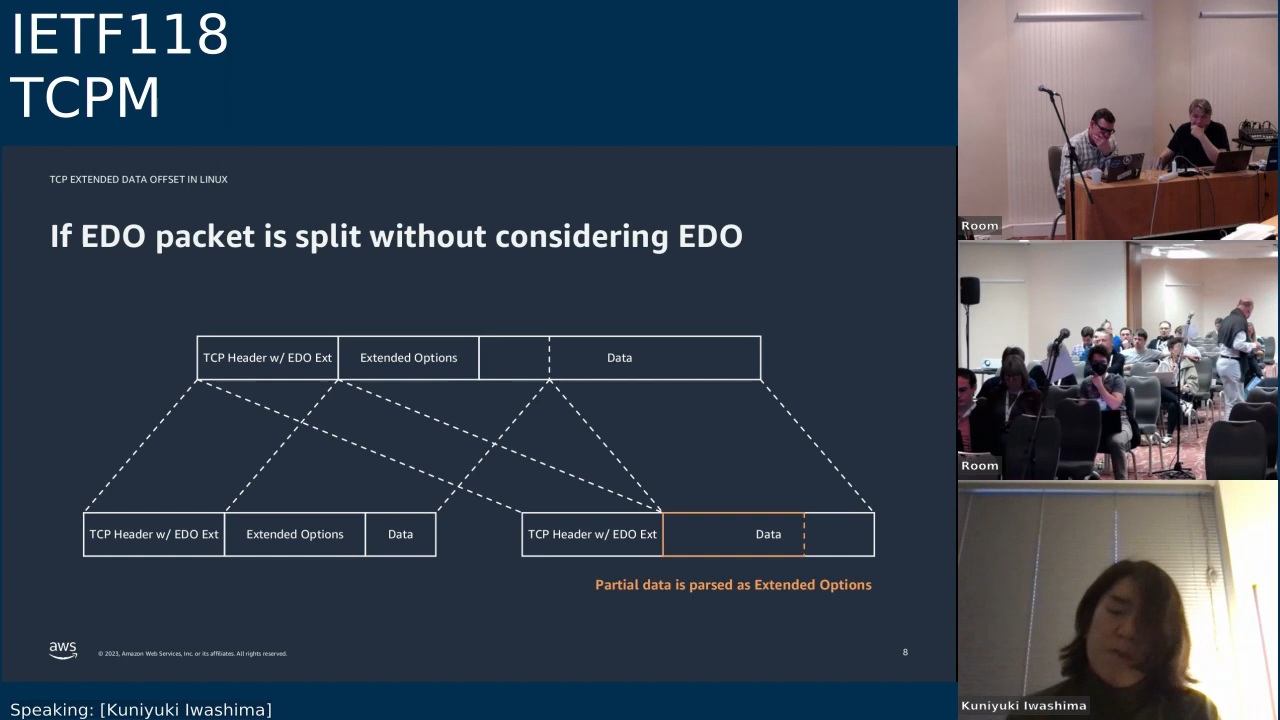 IETF118
TCPM
TCP EXTENDED DATA OFFSET IN LINUX
If EDO packet is split without considering EDO
TCP Header w/ EDO Ext
Extended Options
Data
TCP Header w/ EDO Ext
Extended Options
Data
TCP Header w/ EDO Ext
Data
Partial data is parsed as Extended Options
aws
© 2023, Amazon Web Services, Inc. or its affiliates. All rights reserved.
8
Speaking: [Kuniyuki Iwashima]
Room
Room
Kuniyuki Iwashima